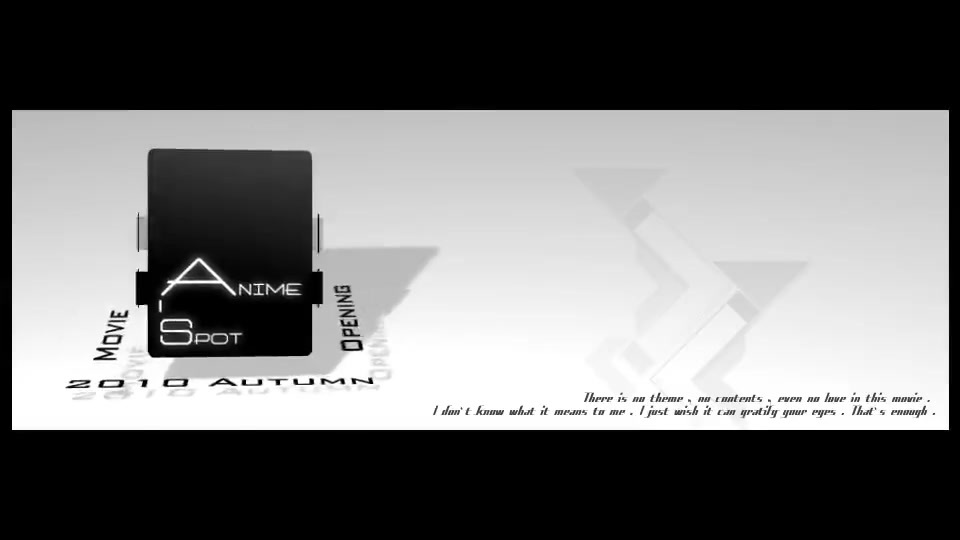 Anime
Spot
Movie
Opening
2010 Autumn
There is no theme , no contents , even no love in this movie .
I don't know what it means to me . I just wish it can gratify your eyes . That's enough .